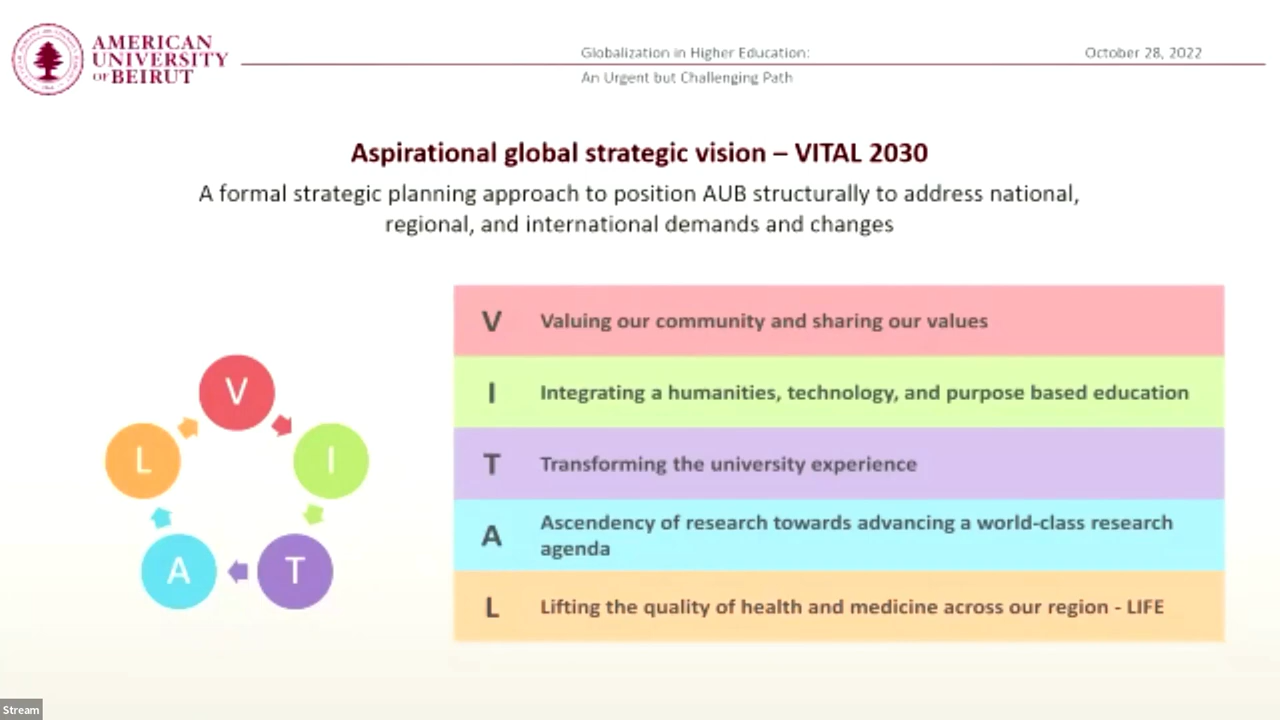 AMERICAN
UNIVERSITY
OF BEIRUT
Globalization in Higher Education:
An Urgent but Challenging Path
October 28, 2022
Aspirational global strategic vision – VITAL 2030
A formal strategic planning approach to position AUB structurally to address national,
regional, and international demands and changes
V
I
T
A
L
V Valuing our community and sharing our values
I Integrating a humanities, technology, and purpose based education
T Transforming the university experience
A Ascendency of research towards advancing a world-class research
agenda
L Lifting the quality of health and medicine across our region - LIFE
Stream